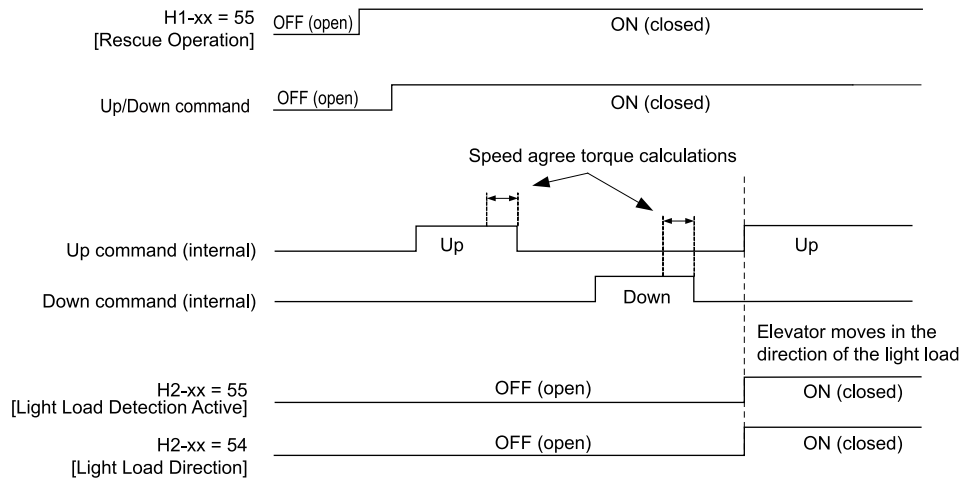 H1-xx = 55
[Rescue Operation]
OFF (open)
ON (closed)
Up/Down command
OFF (open)
ON (closed)
Speed agree torque calculations
Up command (internal)
Up
Up
Down command (internal)
Down
Elevator moves in the
direction of the light load
H2-xx = 55
[Light Load Detection Active]
OFF (open)
ON (closed)
H2-xx = 54
[Light Load Direction]
OFF (open)
ON (closed)